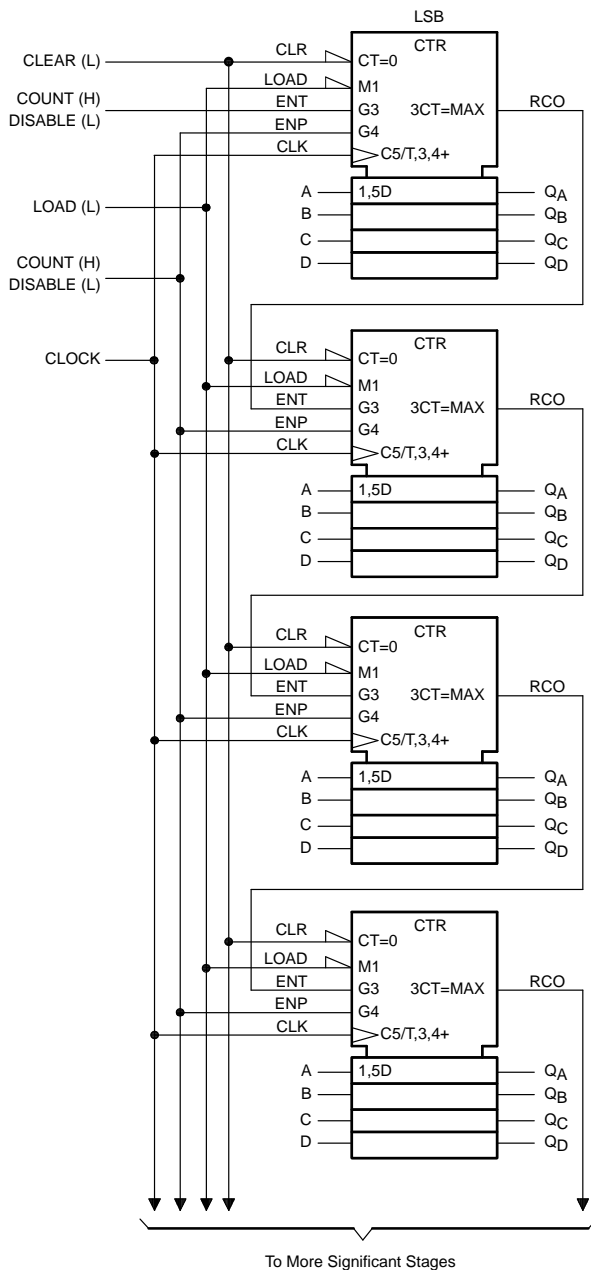 LSB
CLEAR (L)
CLR
CT=0
CTR
LOAD
M1
COUNT (H)
DISABLE (L)
ENT
G3
3CT=MAX
RCO
ENP
G4
CLK
C5/T,3,4+
A
1,5D
QA
LOAD (L)
B
QB
C
QC
D
QD
COUNT (H)
DISABLE (L)
CLOCK
CLR
CT=0
CTR
LOAD
M1
ENT
G3
3CT=MAX
RCO
ENP
G4
CLK
C5/T,3,4+
A
1,5D
QA
B
QB
C
QC
D
QD
CLR
CT=0
CTR
LOAD
M1
ENT
G3
3CT=MAX
RCO
ENP
G4
CLK
C5/T,3,4+
A
1,5D
QA
B
QB
C
QC
D
QD
CLR
CT=0
CTR
LOAD
M1
ENT
G3
3CT=MAX
RCO
ENP
G4
CLK
C5/T,3,4+
A
1,5D
QA
B
QB
C
QC
D
QD
To More Significant Stages